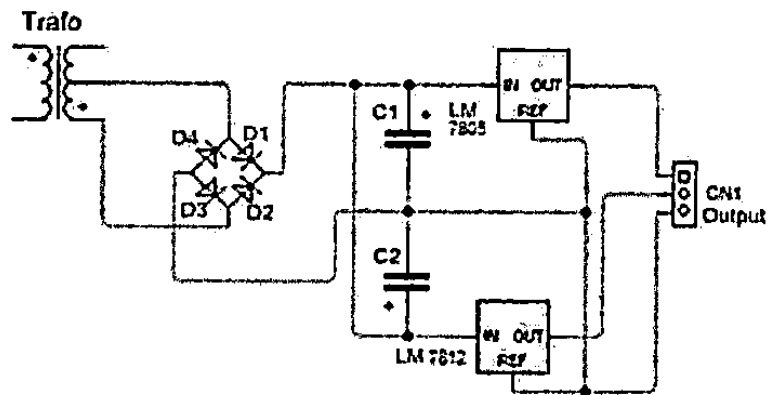 Trafo
D4
D1
D3
D2
C1
LM
7805
IN OUT
REF
CN1
Output
C2
LM 7812
IN OUT
REF